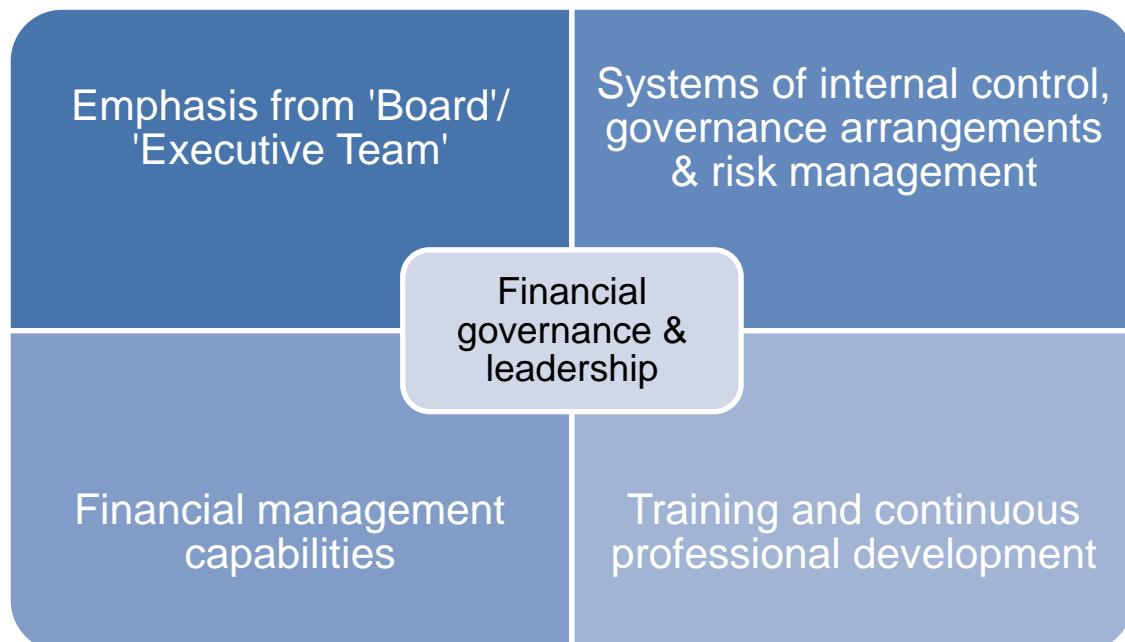 Emphasis from 'Board'/
'Executive Team'
Systems of internal control,
governance arrangements
& risk management
Financial
governance &
leadership
Financial management
capabilities
Training and continuous
professional development